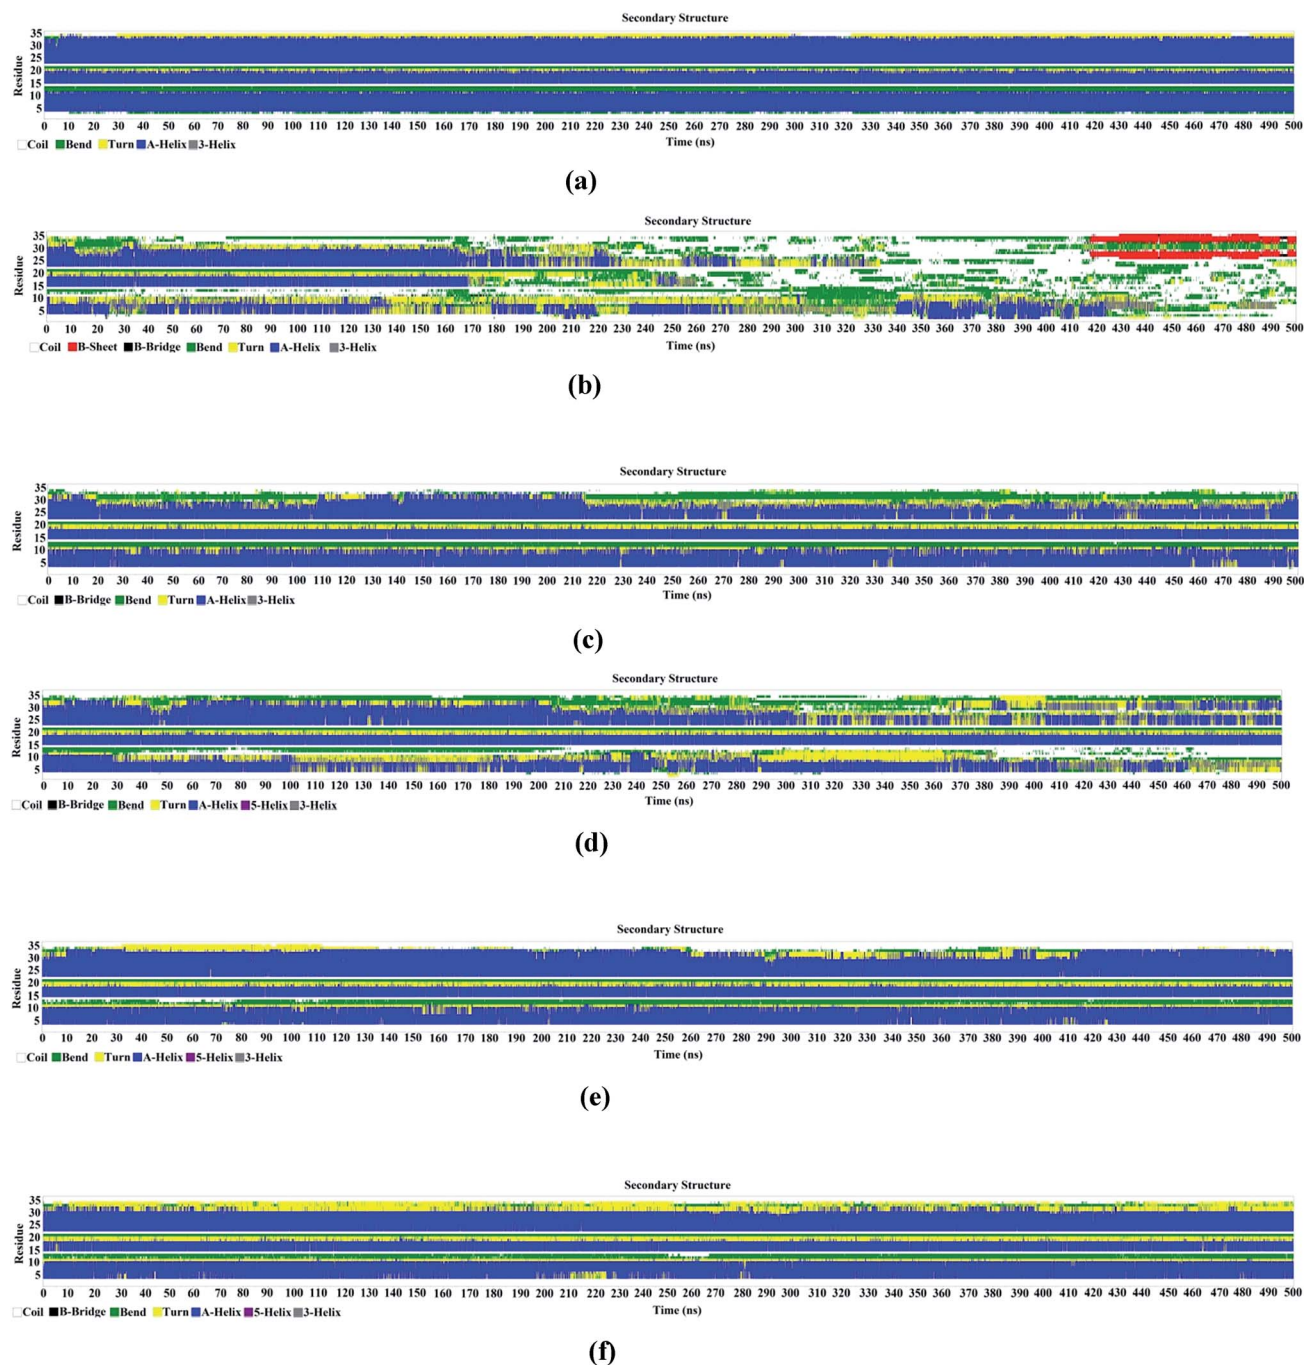 Secondary Structure
35
30
25
20
15
10
5
Residue
0 10 20 30 40 50 60 70 80 90 100 110 120 130 140 150 160 170 180 190 200 210 220 230 240 250 260 270 280 290 300 310 320 330 340 350 360 370 380 390 400 410 420 430 440 450 460 470 480 490 500
Time (ns)
Coil Bend Turn A-Helix 3-Helix
(a)
Secondary Structure
35
30
25
20
15
10
5
Residue
0 10 20 30 40 50 60 70 80 90 100 110 120 130 140 150 160 170 180 190 200 210 220 230 240 250 260 270 280 290 300 310 320 330 340 350 360 370 380 390 400 410 420 430 440 450 460 470 480 490 500
Time (ns)
Coil B-Sheet B-Bridge Bend Turn A-Helix 3-Helix
(b)
Secondary Structure
35
30
25
20
15
10
5
Residue
0 10 20 30 40 50 60 70 80 90 100 110 120 130 140 150 160 170 180 190 200 210 220 230 240 250 260 270 280 290 300 310 320 330 340 350 360 370 380 390 400 410 420 430 440 450 460 470 480 490 500
Time (ns)
Coil B-Bridge Bend Turn A-Helix 3-Helix
(c)
Secondary Structure
35
30
25
20
15
10
5
Residue
0 10 20 30 40 50 60 70 80 90 100 110 120 130 140 150 160 170 180 190 200 210 220 230 240 250 260 270 280 290 300 310 320 330 340 350 360 370 380 390 400 410 420 430 440 450 460 470 480 490 500
Time (ns)
Coil B-Bridge Bend Turn A-Helix 5-Helix 3-Helix
(d)
Secondary Structure
35
30
25
20
15
10
5
Residue
0 10 20 30 40 50 60 70 80 90 100 110 120 130 140 150 160 170 180 190 200 210 220 230 240 250 260 270 280 290 300 310 320 330 340 350 360 370 380 390 400 410 420 430 440 450 460 470 480 490 500
Time (ns)
Coil Bend Turn A-Helix 5-Helix 3-Helix
(e)
Secondary Structure
35
30
25
20
15
10
5
Residue
0 10 20 30 40 50 60 70 80 90 100 110 120 130 140 150 160 170 180 190 200 210 220 230 240 250 260 270 280 290 300 310 320 330 340 350 360 370 380 390 400 410 420 430 440 450 460 470 480 490 500
Time (ns)
Coil B-Bridge Bend Turn A-Helix 5-Helix 3-Helix
(f)